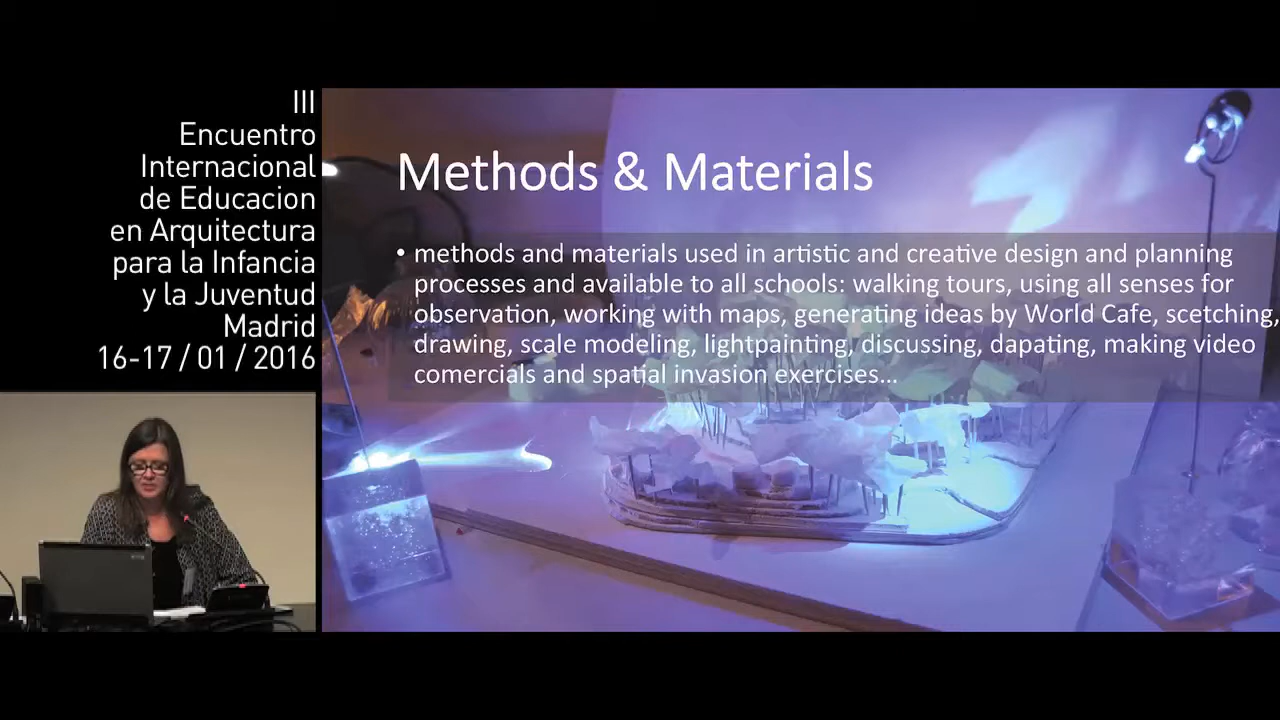 III
Encuentro
Internacional
de Educacion
en Arquitectura
para la Infancia
y la Juventud
Madrid
16-17 / 01 / 2016
Methods & Materials
• methods and materials used in artistic and creative design and planning
processes and available to all schools: walking tours, using all senses for
observation, working with maps, generating ideas by World Cafe, scetching,
drawing, scale modeling, lightpainting, discussing, dapating, making video
comercials and spatial invasion exercises...